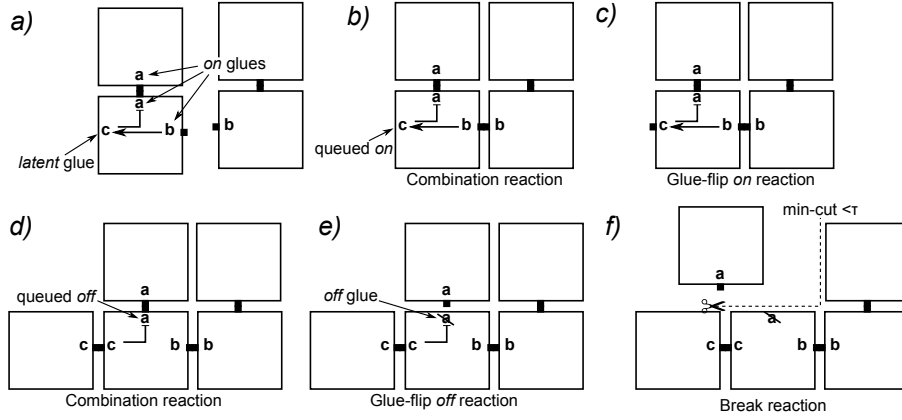 a)
a
on glues
a
c
b
b
latent glue
b)
a
a
c
b
b
queued on
Combination reaction
c)
a
a
c
b
b
Glue-flip on reaction
d)
a
queued off
a
c
c
b
b
Combination reaction
e)
a
off glue
a
c
c
b
b
Glue-flip off reaction
f)
min-cut <τ
a
a
c
c
b
b
Break reaction